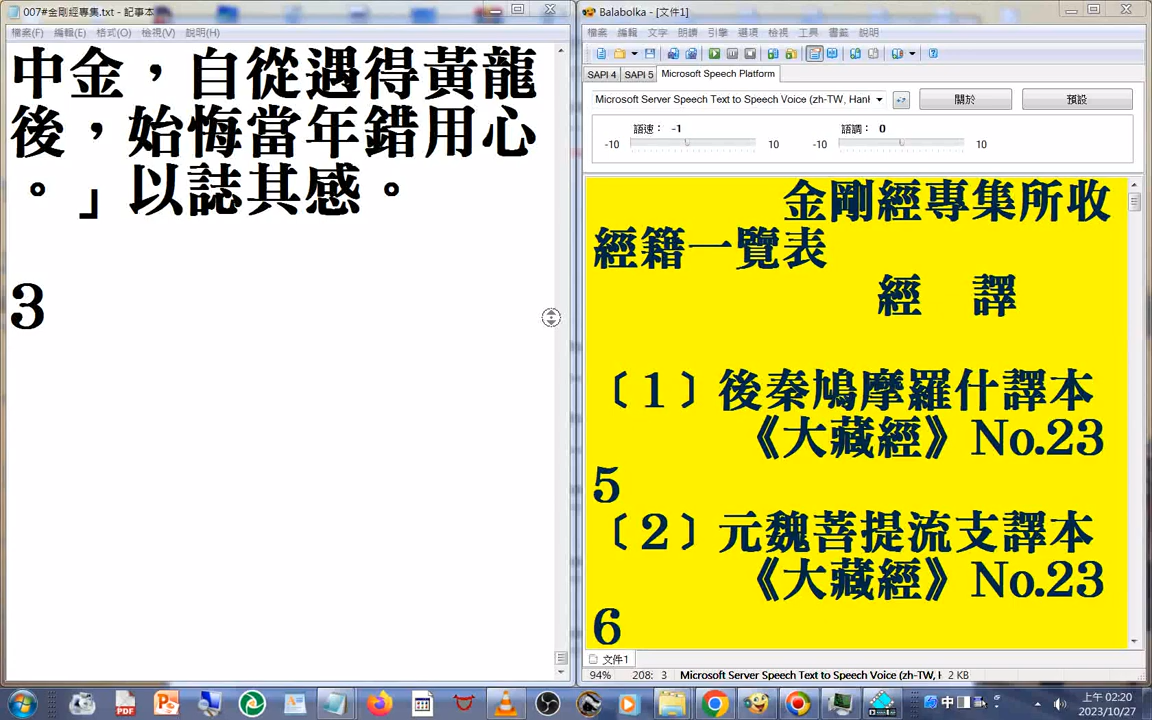 007#金剛經專集.txt - 記事本
檔案(F) 編輯(E) 格式(O) 檢視(V) 說明(H)
中金，自從遇得黃龍
後，始悔當年錯用心
。」以誌其感。
3
Balabolka - [文件1]
檔案 編輯 文字 朗讀 引擎 選項 檢視 工具 書籤 說明
SAPI 4 SAPI 5 Microsoft Speech Platform
Microsoft Server Speech Text to Speech Voice (zh-TW, Hanl
關於 預設
語速： -1 語調： 0
-10 10 -10 10
金剛經專集所收
經籍一覽表
經　譯
〔１〕後秦鳩摩羅什譯本
《大藏經》No.23
5
〔２〕元魏菩提流支譯本
《大藏經》No.23
6
文件1
94% 208: 3 Microsoft Server Speech Text to Speech Voice (zh-TW, H 2 KB
上午 02:20
2023/10/27